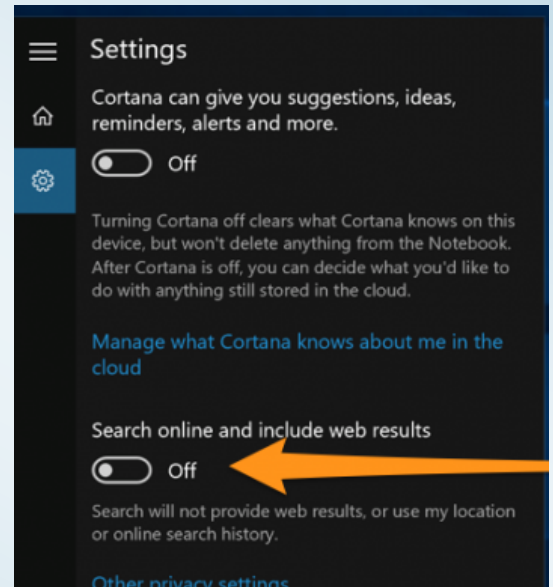 Settings
Cortana can give you suggestions, ideas,
reminders, alerts and more.
Off
Turning Cortana off clears what Cortana knows on this
device, but won't delete anything from the Notebook.
After Cortana is off, you can decide what you'd like to
do with anything still stored in the cloud.
Manage what Cortana knows about me in the
cloud
Search online and include web results
Off
Search will not provide web results, or use my location
or online search history.
Other privacy settings